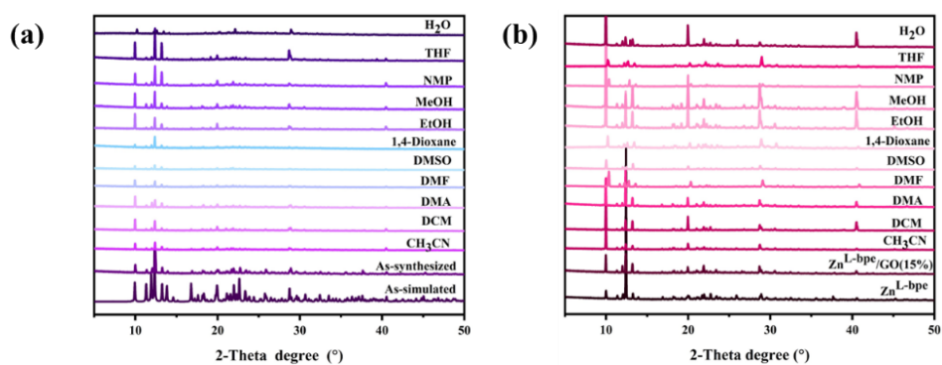 (a)
H₂O
THF
NMP
MeOH
EtOH
1,4-Dioxane
DMSO
DMF
DMA
DCM
CH₃CN
As-synthesized
As-simulated
10 20 30 40 50
2-Theta degree (°)
(b)
H₂O
THF
NMP
MeOH
EtOH
1,4-Dioxane
DMSO
DMF
DMA
DCM
CH₃CN
Zn^L-bpe/GO(15%)
Zn^L-bpe
10 20 30 40 50
2-Theta degree (°)